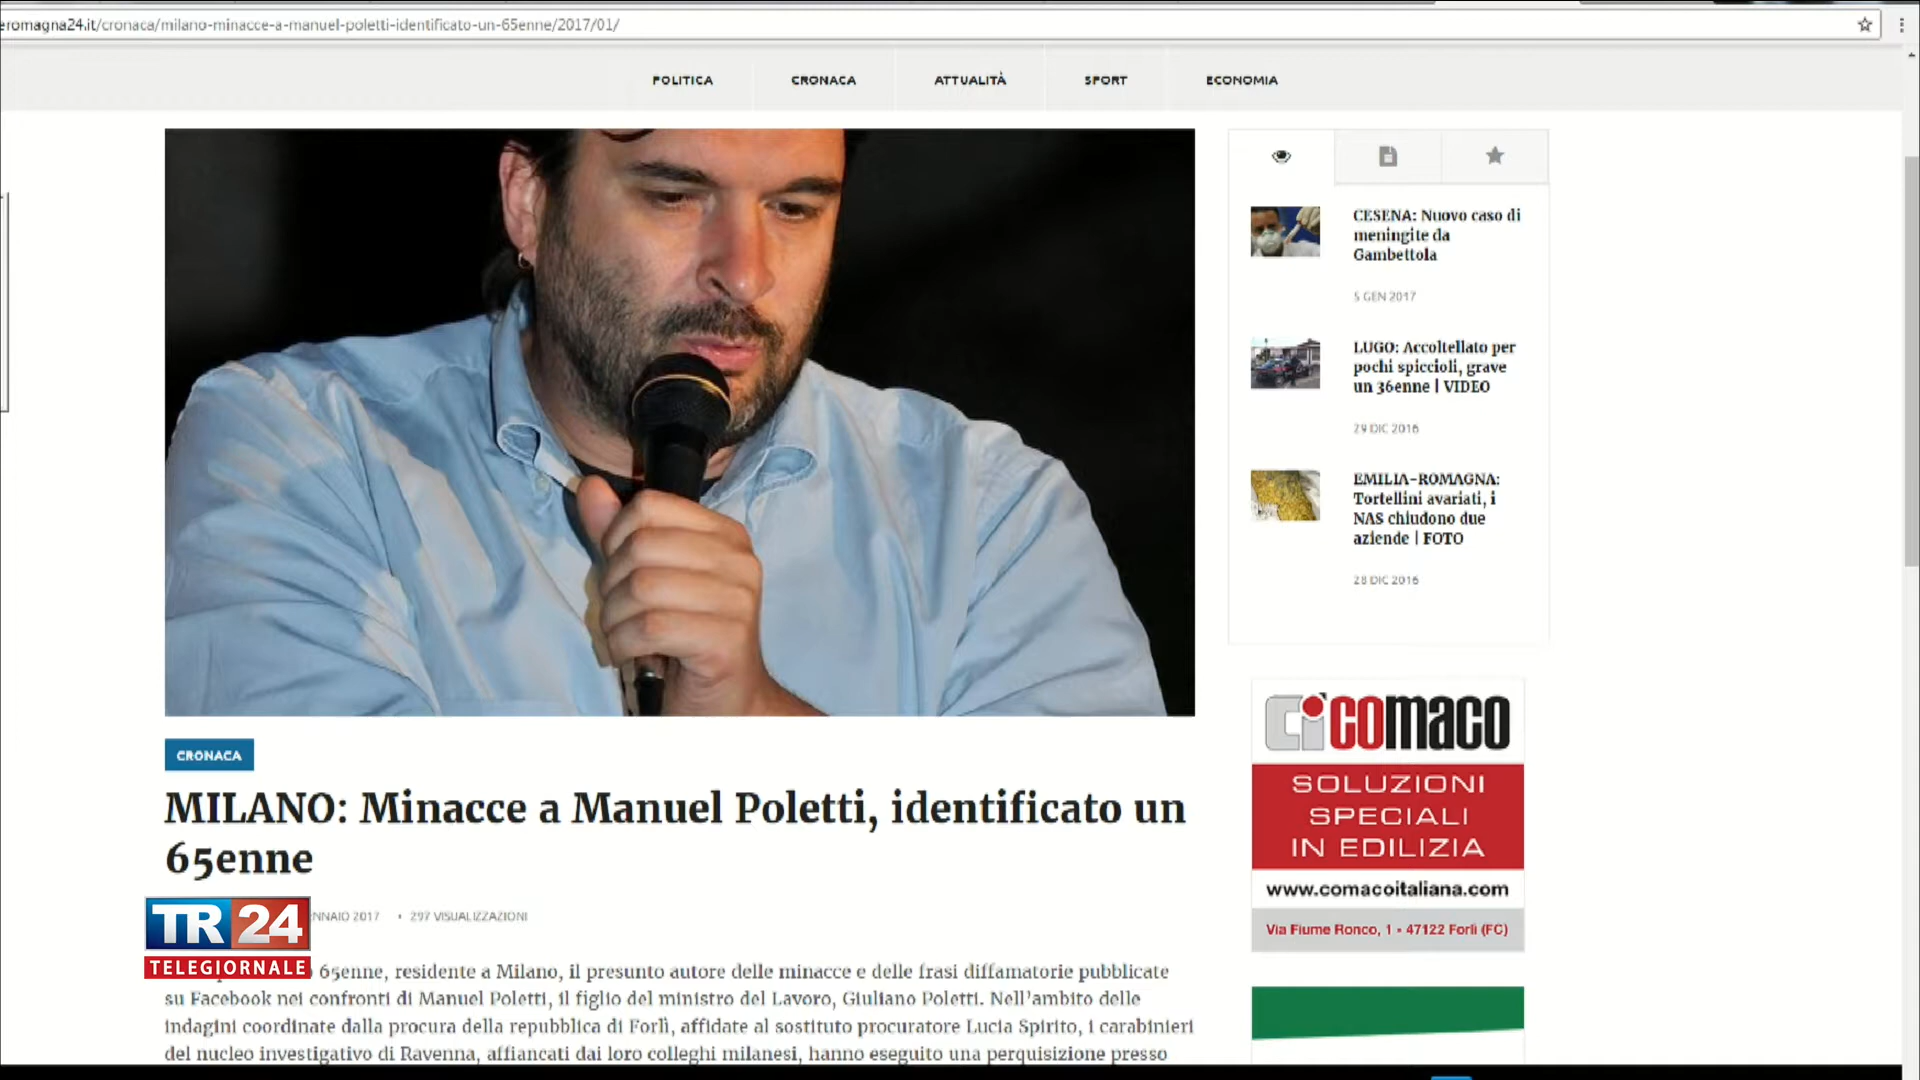 eromagna24.it/cronaca/milano-minacce-a-manuel-poletti-identificato-un-65enne/2017/01/
POLITICA
CRONACA
ATTUALITÀ
SPORT
ECONOMIA
CESENA: Nuovo caso di
meningite da
Gambettola
5 GEN 2017
LUGO: Accoltellato per
pochi spiccioli, grave
un 36enne | VIDEO
29 DIC 2016
EMILIA-ROMAGNA:
Tortellini avariati, i
NAS chiudono due
aziende | FOTO
28 DIC 2016
Ci COMACO
SOLUZIONI
SPECIALI
IN EDILIZIA
www.comacoitaliana.com
Via Fiume Ronco, 1 - 47122 Forlì (FC)
CRONACA
MILANO: Minacce a Manuel Poletti, identificato un
65enne
NNAIO 2017 • 297 VISUALIZZAZIONI
TR 24
TELEGIORNALE
65enne, residente a Milano, il presunto autore delle minacce e delle frasi diffamatorie pubblicate
su Facebook nei confronti di Manuel Poletti, il figlio del ministro del Lavoro, Giuliano Poletti. Nell'ambito delle
indagini coordinate dalla procura della repubblica di Forlì, affidate al sostituto procuratore Lucia Spirito, i carabinieri
del nucleo investigativo di Ravenna, affiancati dai loro colleghi milanesi, hanno eseguito una perquisizione presso